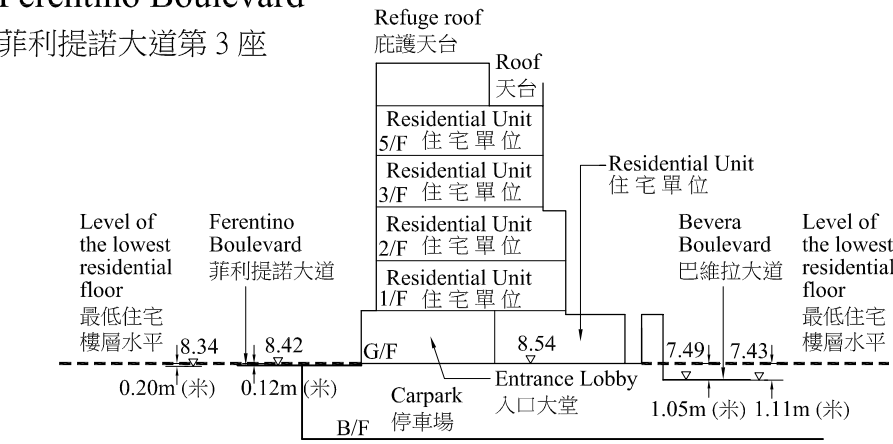 Ferentino Boulevard
菲利提諾大道第 3 座
Refuge roof
庇護天台
Roof
天台
Residential Unit
5/F 住宅單位
Residential Unit
3/F 住宅單位
Residential Unit
2/F 住宅單位
Residential Unit
1/F 住宅單位
Residential Unit
住宅單位
Level of
the lowest
residential
floor
最低住宅
樓層水平
Ferentino
Boulevard
菲利提諾大道
Bevera
Boulevard
巴維拉大道
Level of
the lowest
residential
floor
最低住宅
樓層水平
8.34
8.42
G/F
8.54
7.49
7.43
0.20m (米)
0.12m (米)
Carpark
停車場
Entrance Lobby
入口大堂
1.05m (米)
1.11m (米)
B/F